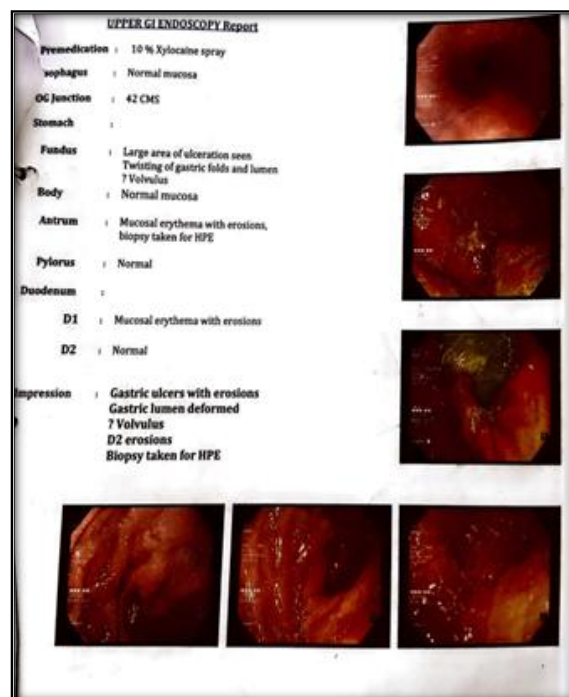 UPPER GI ENDOSCOPY Report
Premedication : 10 % Xylocaine spray
sophagus : Normal mucosa
OG Junction : 42 CMS
Stomach :
Fundus : Large area of ulceration seen
Twisting of gastric folds and lumen
? Volvulus
Body : Normal mucosa
Antrum : Mucosal erythema with erosions,
biopsy taken for HPE
Pylorus : Normal
Duodenum :
D1 : Mucosal erythema with erosions
D2 : Normal
Impression : Gastric ulcers with erosions
Gastric lumen deformed
? Volvulus
D2 erosions
Biopsy taken for HPE